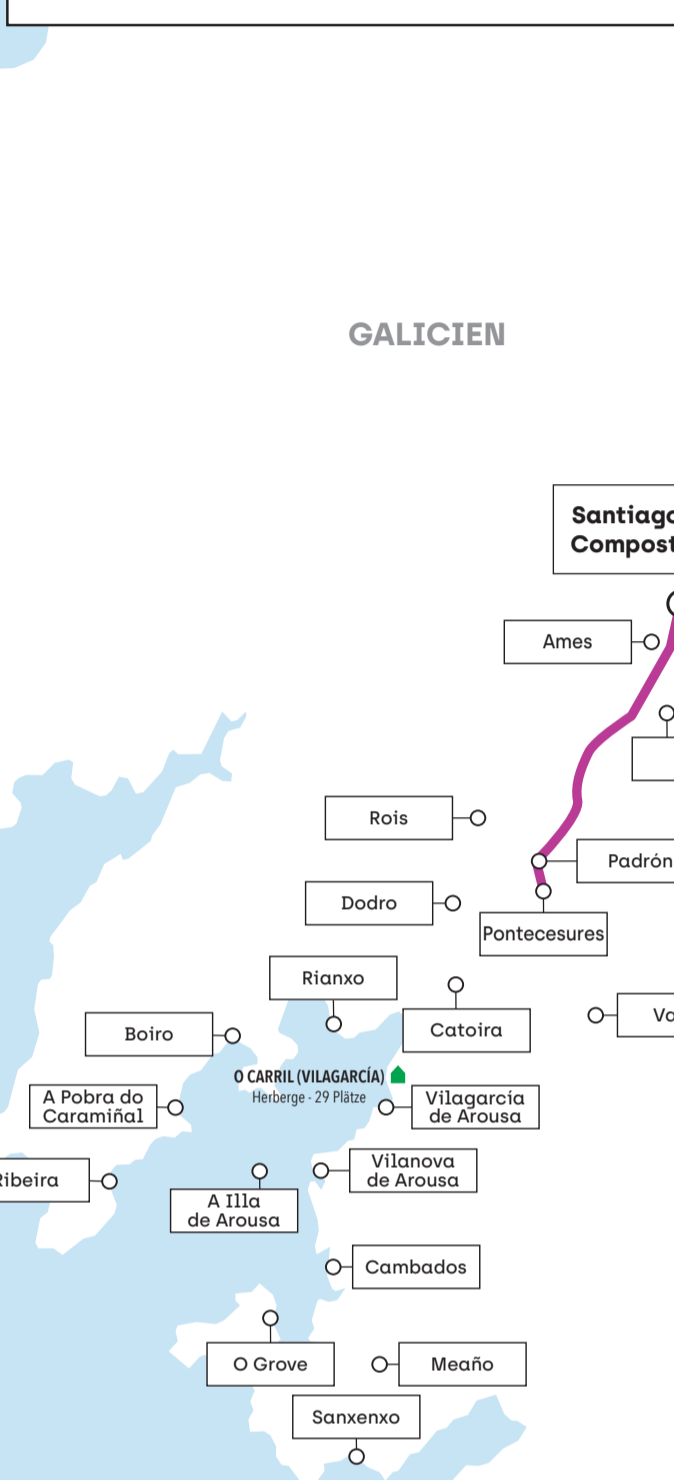 GALICIEN
Santiago
Compost
Ames
Rois
Padrón
Dodro
Pontecesures
Rianxo
Catoira
Va
Boiro
O CARRIL (VILAGARCÍA)
Herberge - 29 Plätze
A Pobra do
Caramiñal
Vilagarcía
de Arousa
Ribeira
Vilanova
de Arousa
A Illa
de Arousa
Cambados
O Grove
Meaño
Sanxenxo